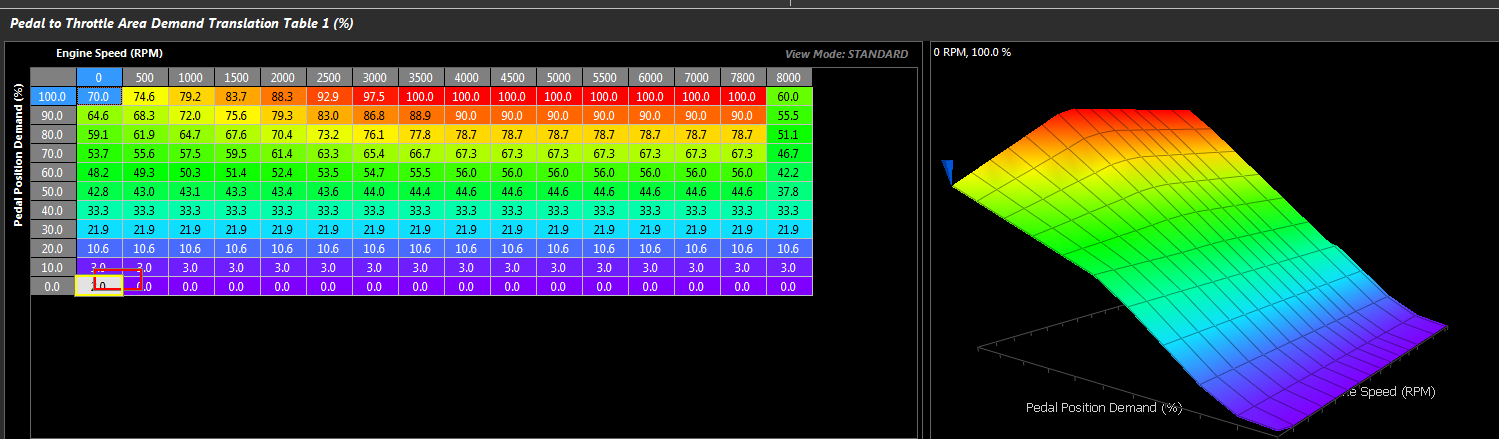 Pedal to Throttle Area Demand Translation Table 1 (%)
Engine Speed (RPM)
View Mode: STANDARD
0 500 1000 1500 2000 2500 3000 3500 4000 4500 5000 5500 6000 7000 7800 8000
Pedal Position Demand (%)
100.0 70.0 74.6 79.2 83.7 88.3 92.9 97.5 100.0 100.0 100.0 100.0 100.0 100.0 100.0 100.0 60.0
90.0 64.6 68.3 72.0 75.6 79.3 83.0 86.8 88.9 90.0 90.0 90.0 90.0 90.0 90.0 90.0 55.5
80.0 59.1 61.9 64.7 67.6 70.4 73.2 76.1 77.8 78.7 78.7 78.7 78.7 78.7 78.7 78.7 51.1
70.0 53.7 55.6 57.5 59.5 61.4 63.3 65.4 66.7 67.3 67.3 67.3 67.3 67.3 67.3 67.3 46.7
60.0 48.2 49.3 50.3 51.4 52.4 53.5 54.7 55.5 56.0 56.0 56.0 56.0 56.0 56.0 56.0 42.2
50.0 42.8 43.0 43.1 43.3 43.4 43.6 44.0 44.4 44.6 44.6 44.6 44.6 44.6 44.6 44.6 37.8
40.0 33.3 33.3 33.3 33.3 33.3 33.3 33.3 33.3 33.3 33.3 33.3 33.3 33.3 33.3 33.3 33.3
30.0 21.9 21.9 21.9 21.9 21.9 21.9 21.9 21.9 21.9 21.9 21.9 21.9 21.9 21.9 21.9 21.9
20.0 10.6 10.6 10.6 10.6 10.6 10.6 10.6 10.6 10.6 10.6 10.6 10.6 10.6 10.6 10.6 10.6
10.0 3.0 3.0 3.0 3.0 3.0 3.0 3.0 3.0 3.0 3.0 3.0 3.0 3.0 3.0 3.0 3.0
0.0 0.0 0.0 0.0 0.0 0.0 0.0 0.0 0.0 0.0 0.0 0.0 0.0 0.0 0.0
0 RPM, 100.0 %
Speed (RPM)
Pedal Position Demand (%)